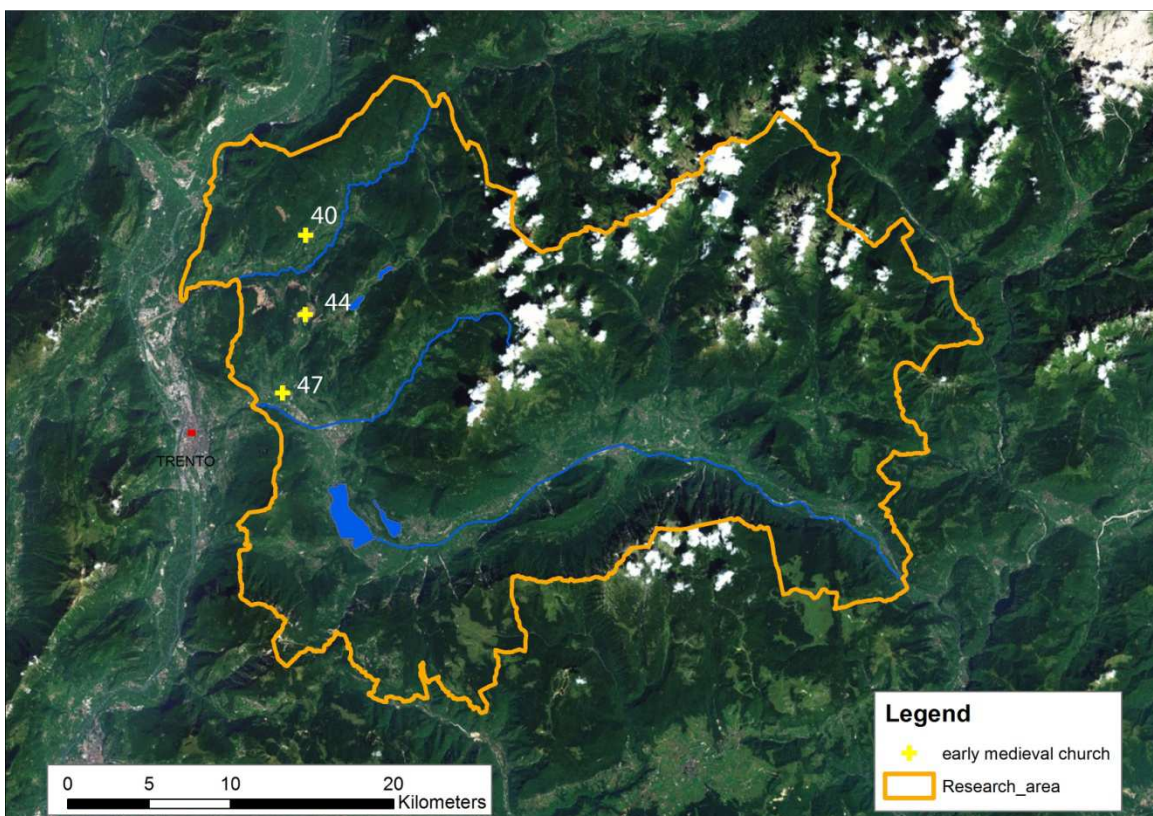 40
44
47
TRENTO
Legend
early medieval church
Research_area
0 5 10 20
Kilometers